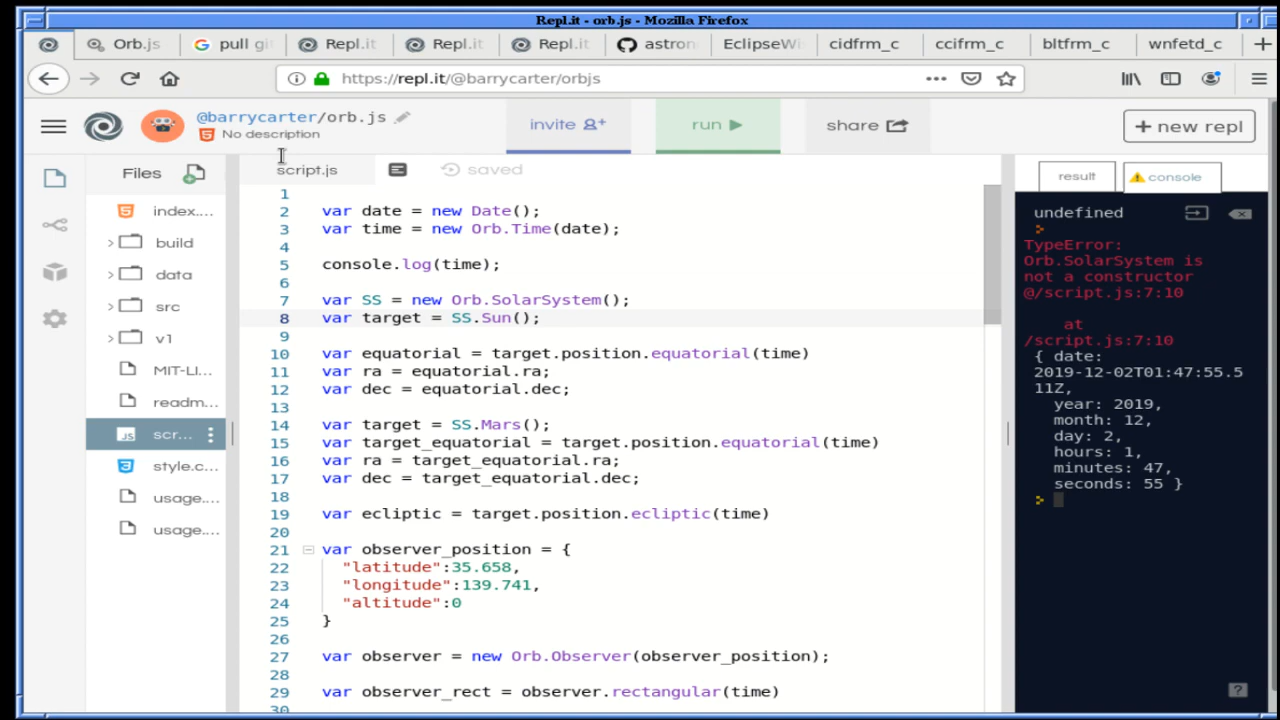 Repl.it - orb.js - Mozilla Firefox
Orb.js
pull gi
Repl.it
Repl.it
Repl.it
astron
EclipseWi
cidfrm_c
ccifrm_c
bltfrm_c
wnfetd_c
https://repl.it/@barrycarter/orbjs
@barrycarter/orb.js
No description
invite
run
share
+ new repl
Files
script.js
saved
result
console
index....
build
data
src
v1
MIT-LI...
readm...
scr...
style.c...
usage....
usage....
1
2 var date = new Date();
3 var time = new Orb.Time(date);
4
5 console.log(time);
6
7 var SS = new Orb.SolarSystem();
8 var target = SS.Sun();
9
10 var equatorial = target.position.equatorial(time)
11 var ra = equatorial.ra;
12 var dec = equatorial.dec;
13
14 var target = SS.Mars();
15 var target_equatorial = target.position.equatorial(time)
16 var ra = target_equatorial.ra;
17 var dec = target_equatorial.dec;
18
19 var ecliptic = target.position.ecliptic(time)
20
21 var observer_position = {
22 "latitude":35.658,
23 "longitude":139.741,
24 "altitude":0
25 }
26
27 var observer = new Orb.Observer(observer_position);
28
29 var observer_rect = observer.rectangular(time)
30
undefined
>
TypeError:
Orb.SolarSystem is
not a constructor
@/script.js:7:10
at
/script.js:7:10
{ date:
2019-12-02T01:47:55.5
11Z,
year: 2019,
month: 12,
day: 2,
hours: 1,
minutes: 47,
seconds: 55 }
>
?